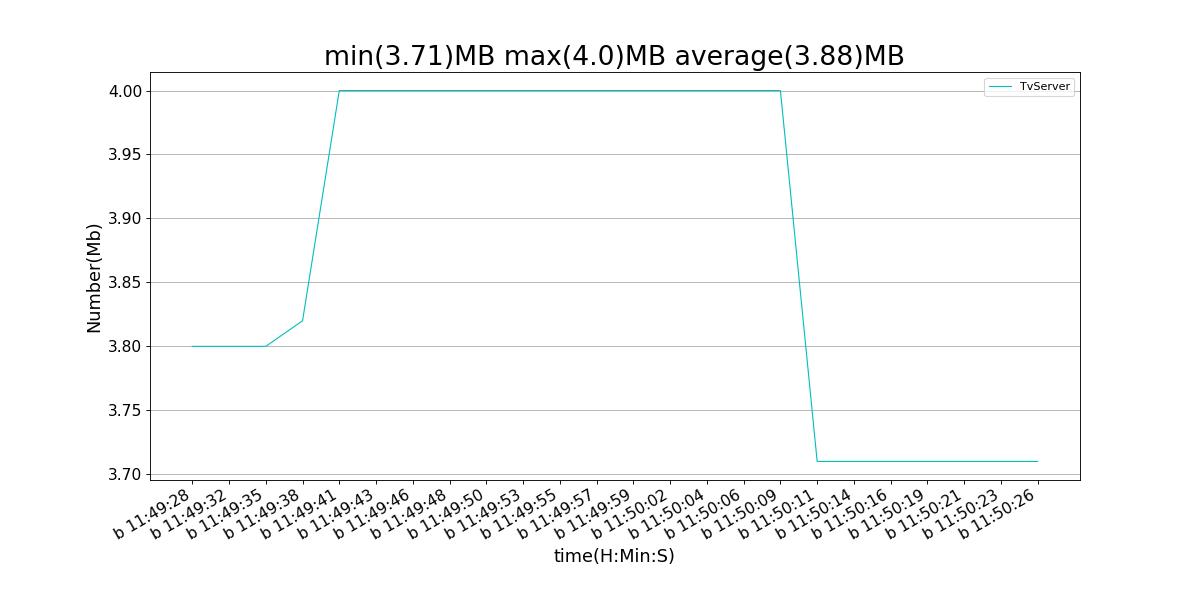 min(3.71)MB max(4.0)MB average(3.88)MB
TvServer
4.00
3.95
3.90
3.85
3.80
3.75
3.70
Number(Mb)
b 11:49:28
b 11:49:32
b 11:49:35
b 11:49:38
b 11:49:41
b 11:49:43
b 11:49:46
b 11:49:48
b 11:49:50
b 11:49:53
b 11:49:55
b 11:49:57
b 11:49:59
b 11:50:02
b 11:50:04
b 11:50:06
b 11:50:09
b 11:50:11
b 11:50:14
b 11:50:16
b 11:50:19
b 11:50:21
b 11:50:23
b 11:50:26
time(H:Min:S)